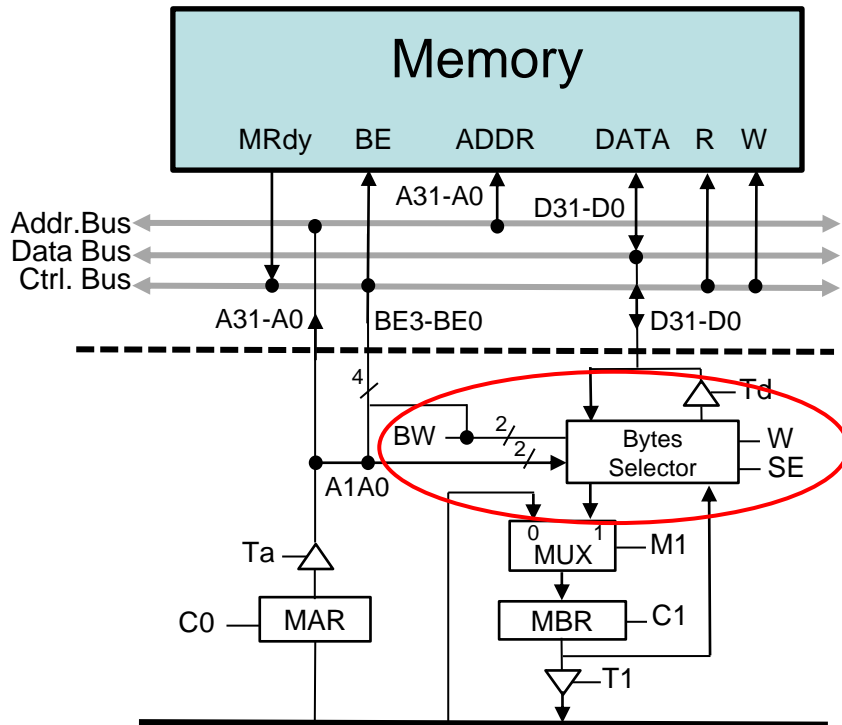 Memory
MRdy BE ADDR DATA R W
A31-A0 D31-D0
Addr.Bus
Data Bus
Ctrl. Bus
A31-A0 BE3-BE0 D31-D0
4
Td
BW 2 Bytes W
2 Selector SE
A1A0
0 1
Ta MUX M1
C0 MAR MBR C1
T1